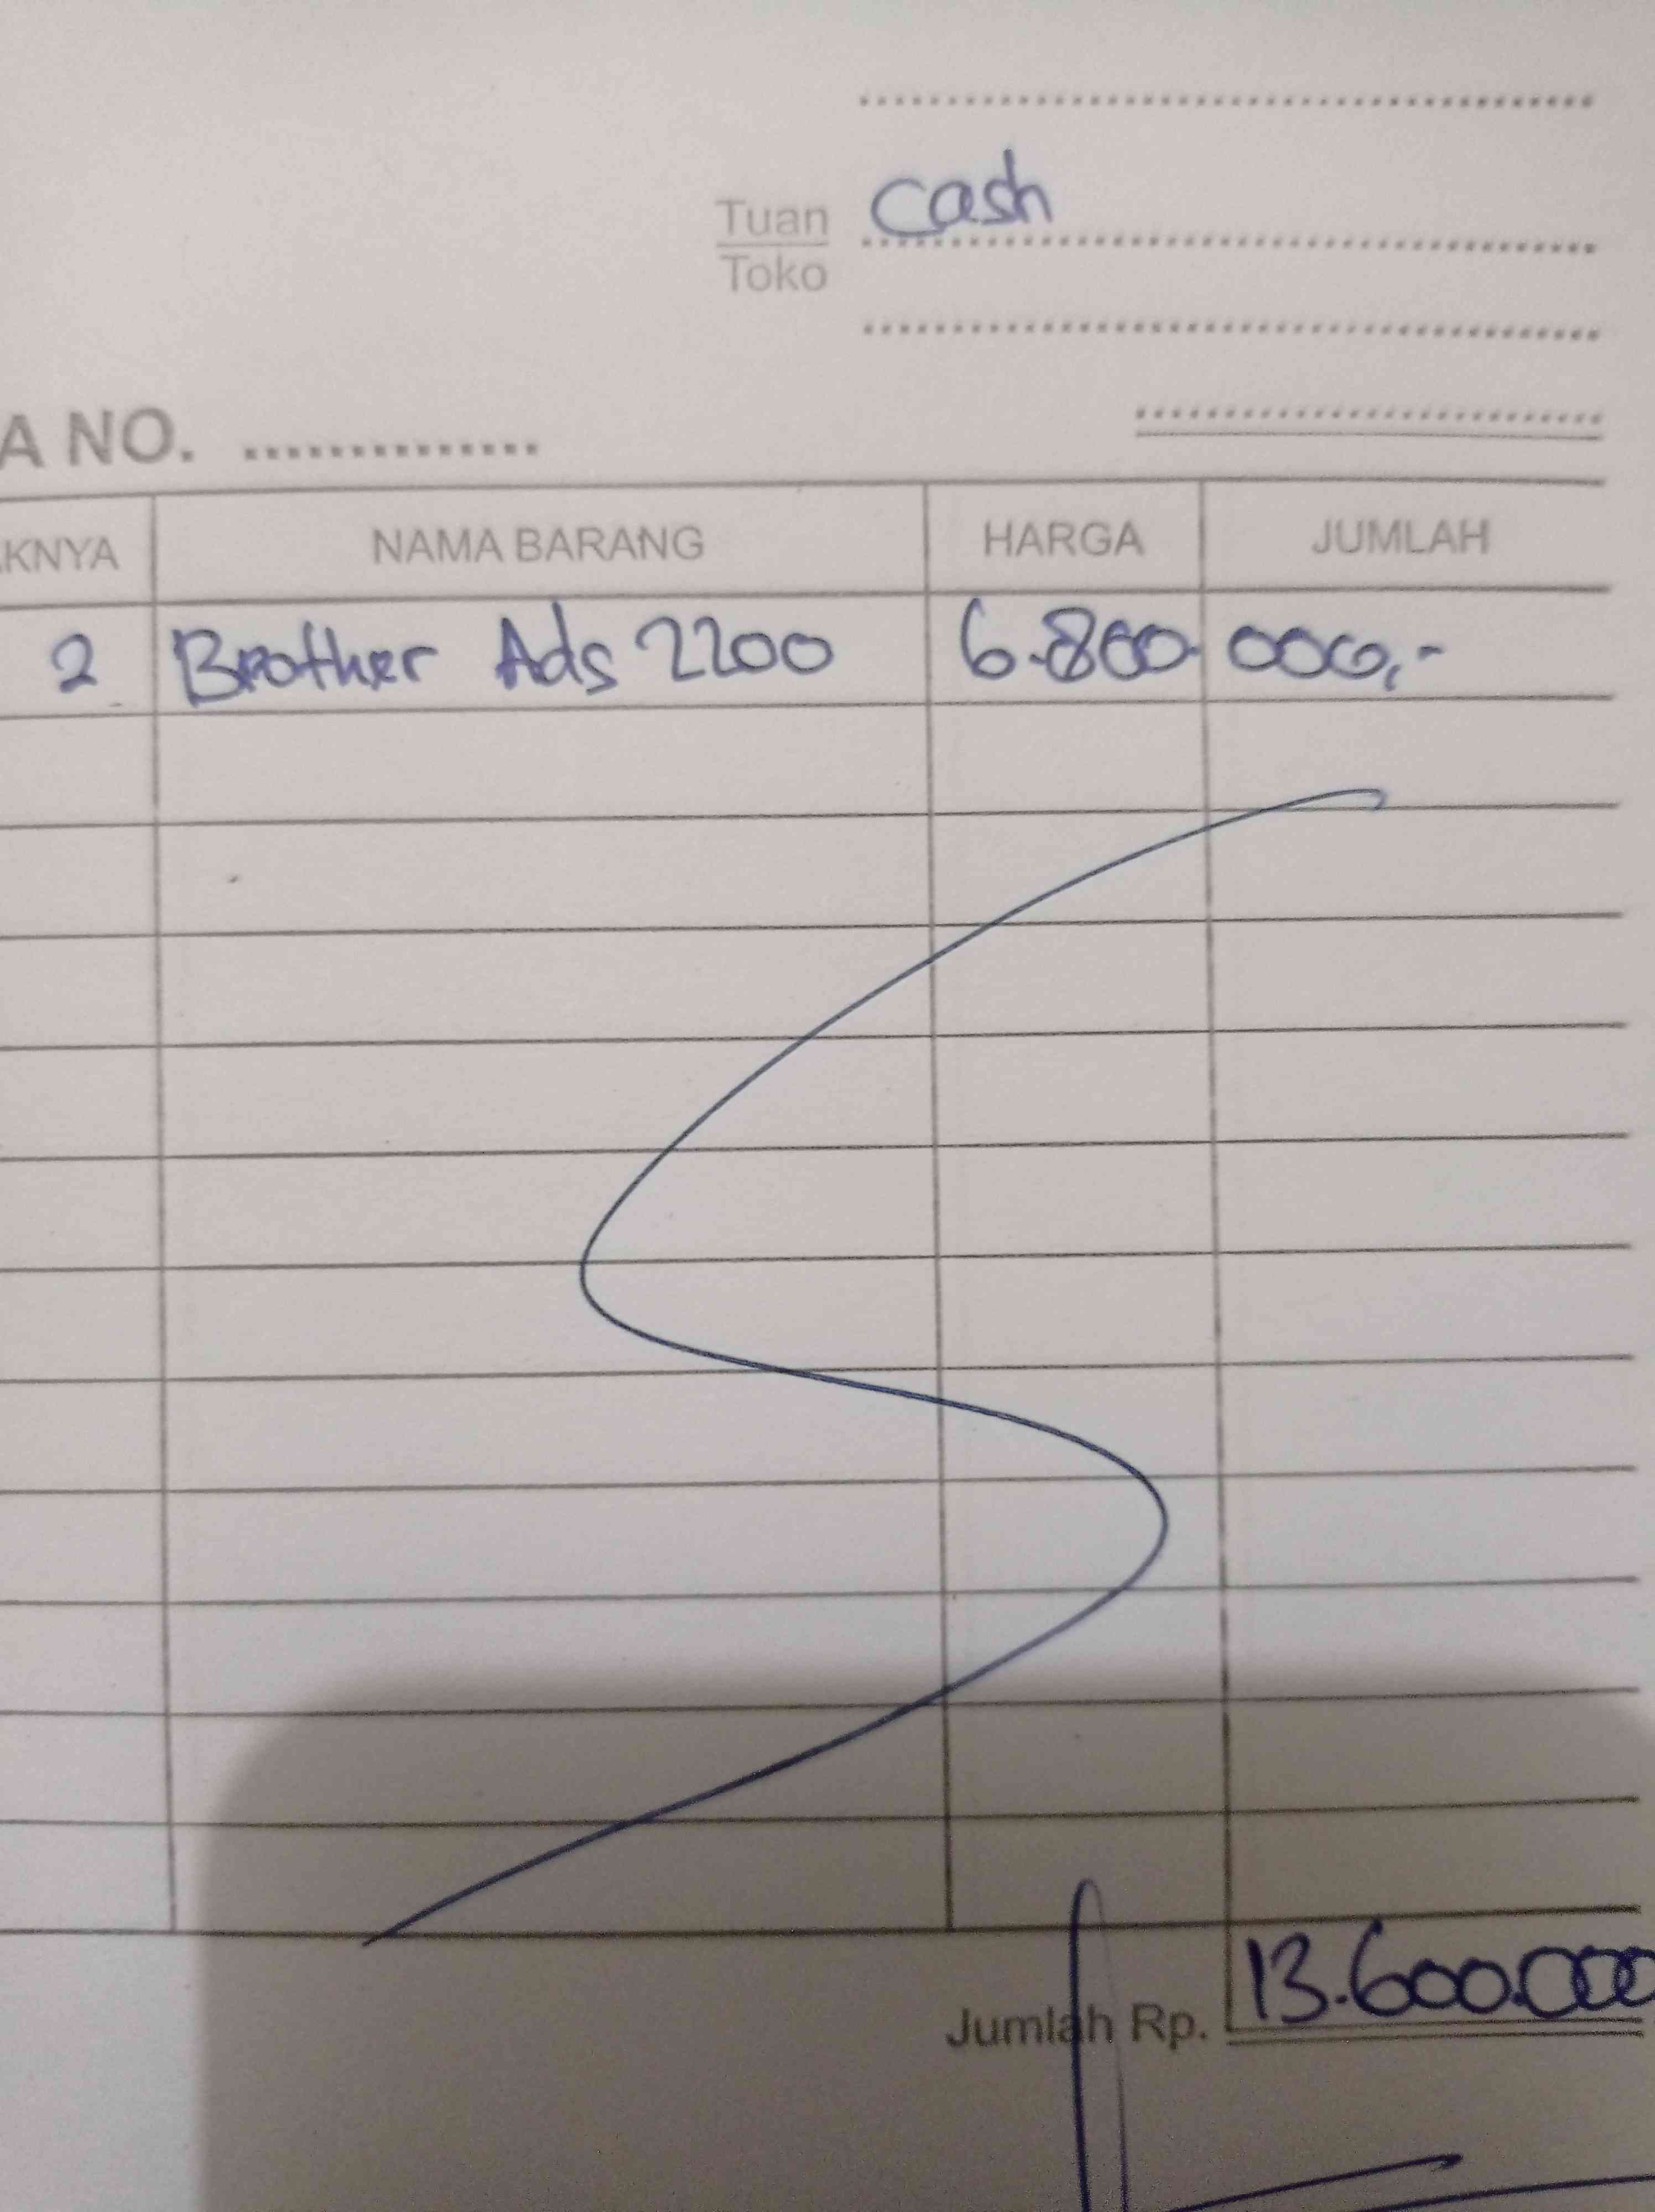 Tuan cash
Toko
A NO. ..............
KNYA NAMA BARANG HARGA JUMLAH
2 Brother Ads 2200 6.800.000,-
Jumlah Rp. 13.600.000